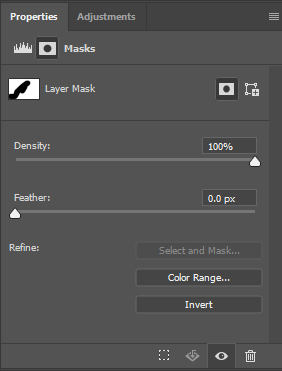 Properties Adjustments
Masks
Layer Mask
Density: 100%
Feather: 0.0 px
Refine: Select and Mask...
Color Range...
Invert